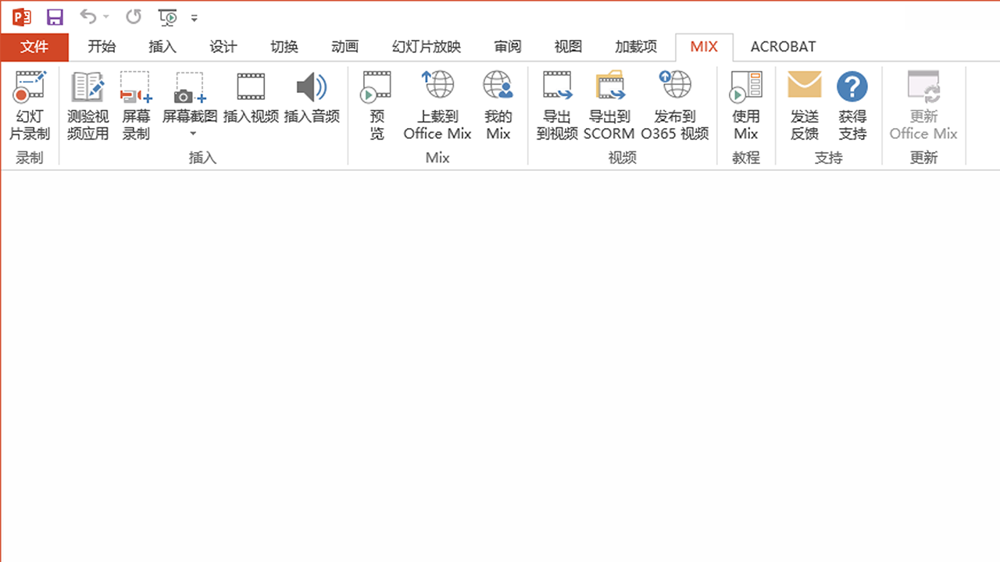 文件 开始 插入 设计 切换 动画 幻灯片放映 审阅 视图 加载项 MIX ACROBAT
幻灯 测验视 屏幕 屏幕截图 插入视频 插入音频 预 上载到 我的 导出 导出到 发布到 使用 发送 获得 更新
片录制 频应用 录制 览 Office Mix Mix 到视频 SCORM O365 视频 Mix 反馈 支持 Office Mix
录制 插入 Mix 视频 教程 支持 更新